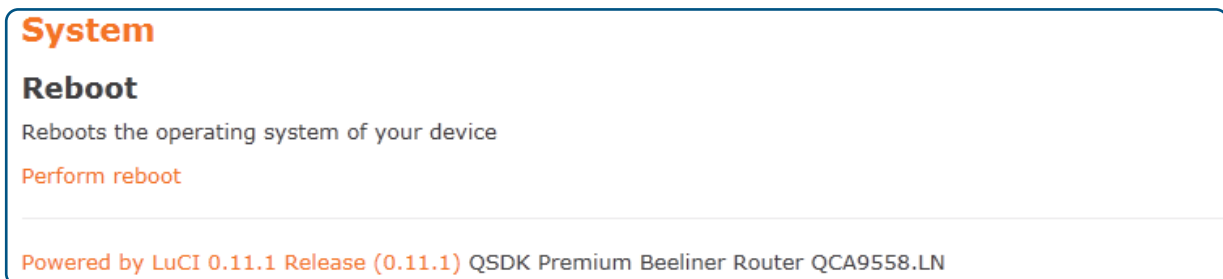 System
Reboot
Reboots the operating system of your device
Perform reboot
Powered by LuCI 0.11.1 Release (0.11.1) QSDK Premium Beeliner Router QCA9558.LN